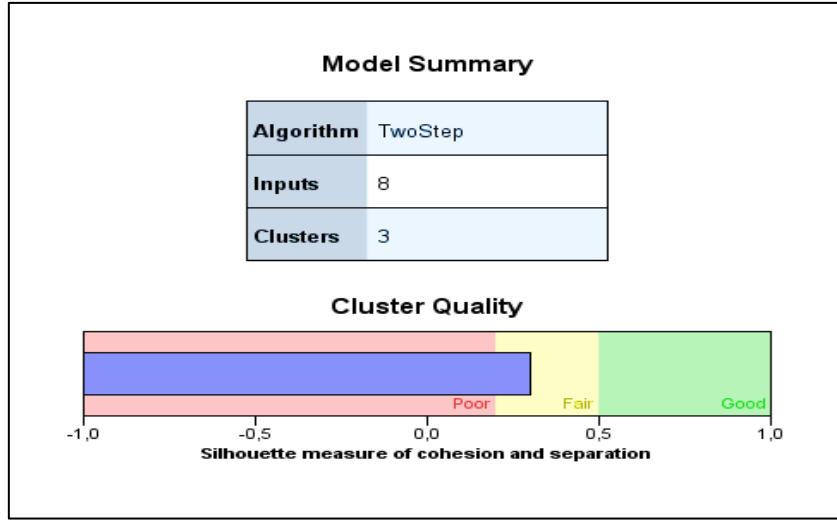 Model Summary
Algorithm TwoStep
Inputs 8
Clusters 3
Cluster Quality
Poor Fair Good
-1,0 -0,5 0,0 0,5 1,0
Silhouette measure of cohesion and separation